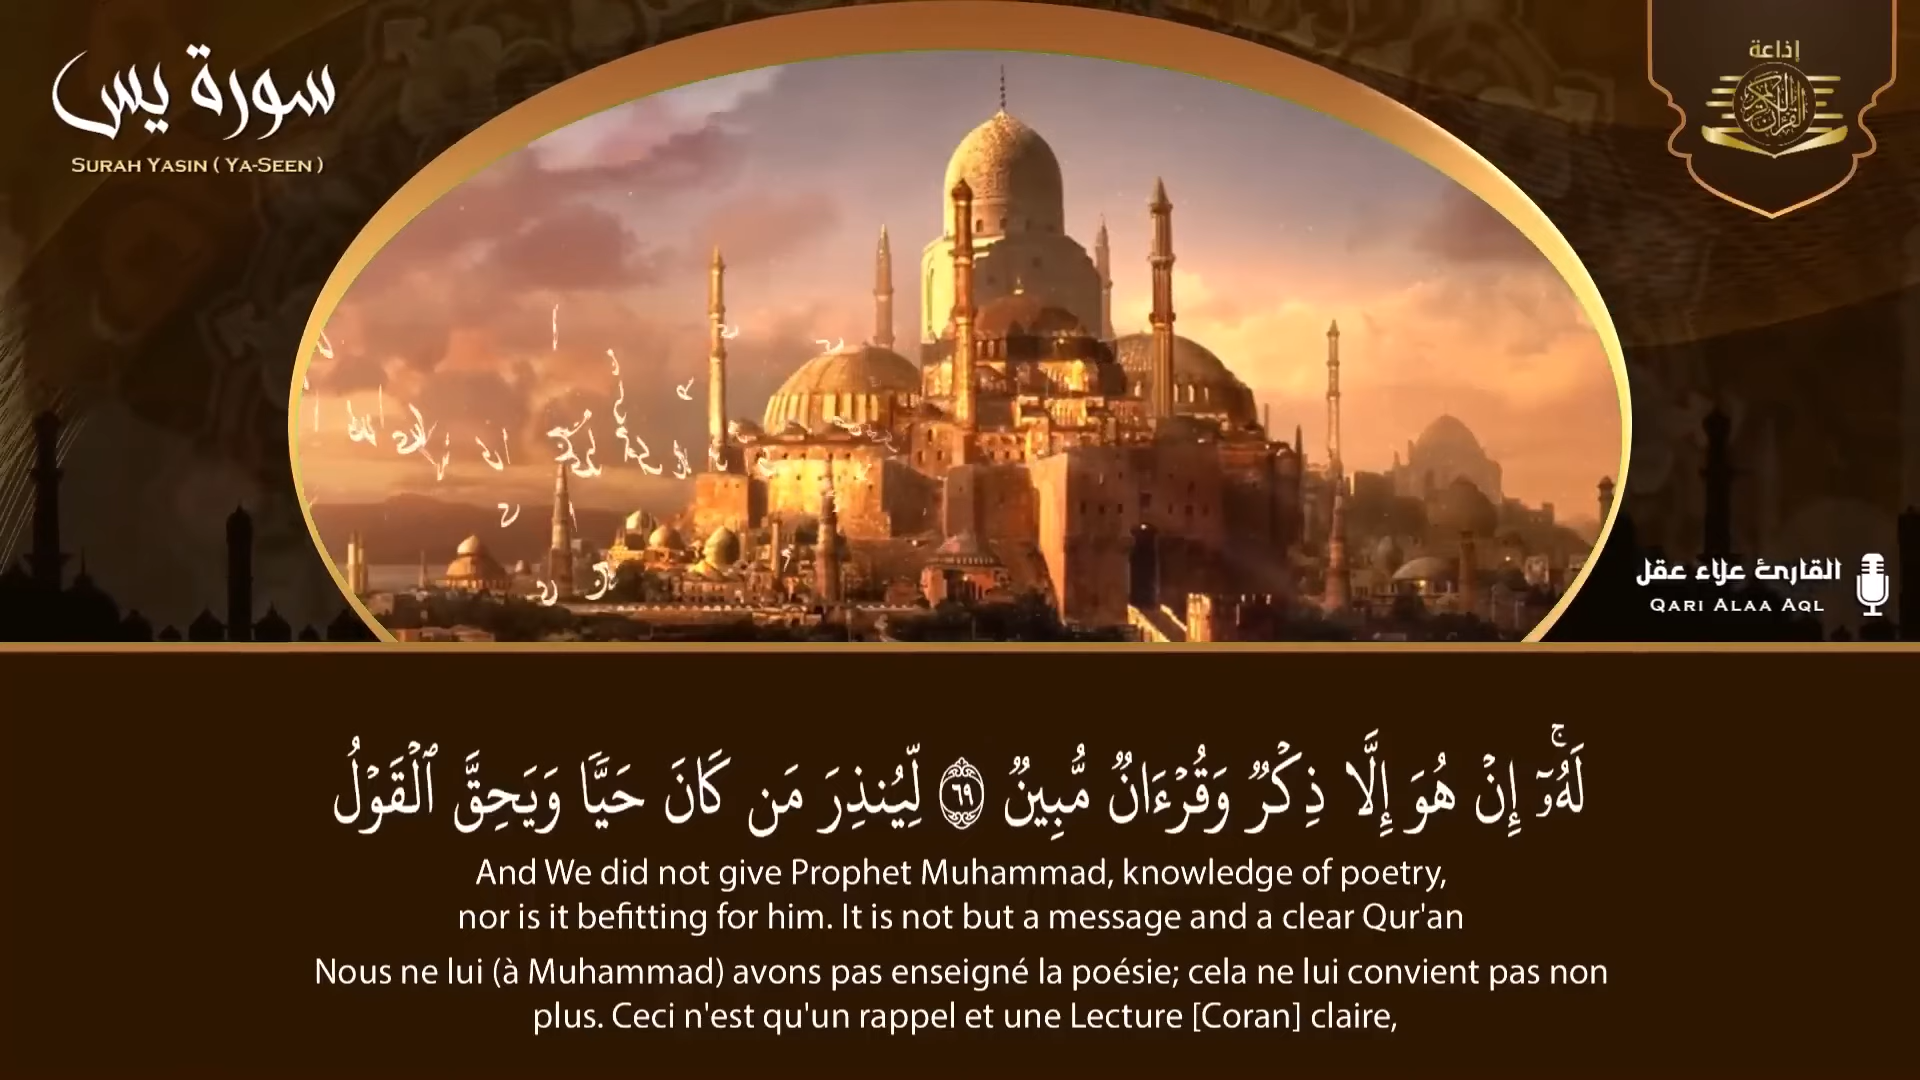 سورة يس
SURAH YASIN ( YA-SEEN )
إذاعة
القرآن الكريم
القارئ علاء عقل
QARI ALAA AQL
لَهُۥٓۚ إِنْ هُوَ إِلَّا ذِكْرٌ وَقُرْءَانٌ مُّبِينٌ ٦٩ لِّيُنذِرَ مَن كَانَ حَيًّا وَيَحِقَّ ٱلْقَوْلُ
And We did not give Prophet Muhammad, knowledge of poetry,
nor is it befitting for him. It is not but a message and a clear Qur'an
Nous ne lui (à Muhammad) avons pas enseigné la poésie; cela ne lui convient pas non
plus. Ceci n'est qu'un rappel et une Lecture [Coran] claire,